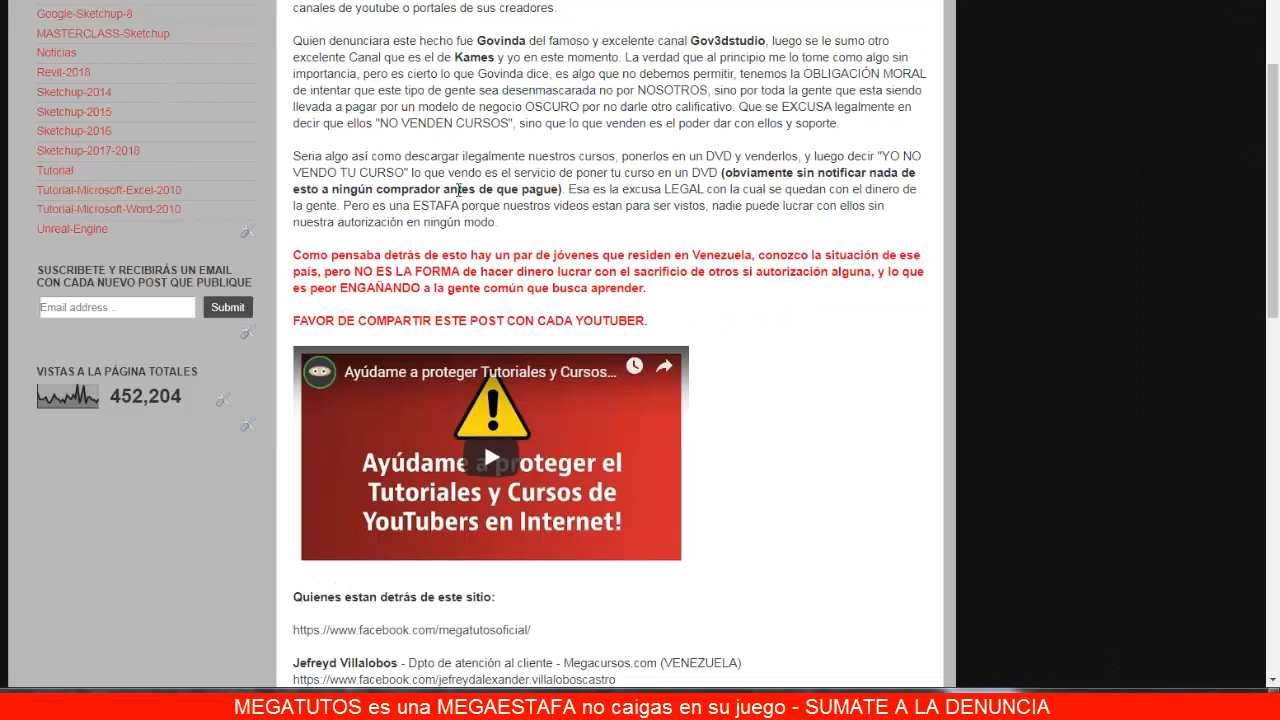 Google-Sketchup-8
MASTERCLASS-Sketchup
Noticias
Revit-2018
Sketchup-2014
Sketchup-2015
Sketchup-2016
Sketchup-2017-2018
Tutorial
Tutorial-Microsoft-Excel-2010
Tutorial-Microsoft-Word-2010
Unreal-Engine
SUSCRIBETE Y RECIBIRÁS UN EMAIL
CON CADA NUEVO POST QUE PUBLIQUE
Email address...
Submit
VISTAS A LA PÁGINA TOTALES
452,204
canales de youtube o portales de sus creadores.
Quien denunciara este hecho fue Govinda del famoso y excelente canal Gov3dstudio, luego se le sumo otro
excelente Canal que es el de Kames y yo en este momento. La verdad que al principio me lo tome como algo sin
importancia, pero es cierto lo que Govinda dice, es algo que no debemos permitir, tenemos la OBLIGACIÓN MORAL
de intentar que este tipo de gente sea desenmascarada no por NOSOTROS, sino por toda la gente que esta siendo
llevada a pagar por un modelo de negocio OSCURO por no darle otro calificativo. Que se EXCUSA legalmente en
decir que ellos "NO VENDEN CURSOS", sino que lo que venden es el poder dar con ellos y soporte.
Seria algo así como descargar ilegalmente nuestros cursos, ponerlos en un DVD y venderlos, y luego decir "YO NO
VENDO TU CURSO" lo que vendo es el servicio de poner tu curso en un DVD (obviamente sin notificar nada de
esto a ningún comprador antes de que pague). Esa es la excusa LEGAL con la cual se quedan con el dinero de
la gente. Pero es una ESTAFA porque nuestros videos estan para ser vistos, nadie puede lucrar con ellos sin
nuestra autorización en ningún modo.
Como pensaba detrás de esto hay un par de jóvenes que residen en Venezuela, conozco la situación de ese
país, pero NO ES LA FORMA de hacer dinero lucrar con el sacrificio de otros si autorización alguna, y lo que
es peor ENGAÑANDO a la gente común que busca aprender.
FAVOR DE COMPARTIR ESTE POST CON CADA YOUTUBER.
Ayúdame a proteger Tutoriales y Cursos...
Ayúdame a proteger el
Tutoriales y Cursos de
YouTubers en Internet!
Quienes estan detrás de este sitio:
https://www.facebook.com/megatutosoficial/
Jefreyd Villalobos - Dpto de atención al cliente - Megacursos.com (VENEZUELA)
https://www.facebook.com/jefreydalexander.villaloboscastro
MEGATUTOS es una MEGAESTAFA no caigas en su juego - SUMATE A LA DENUNCIA